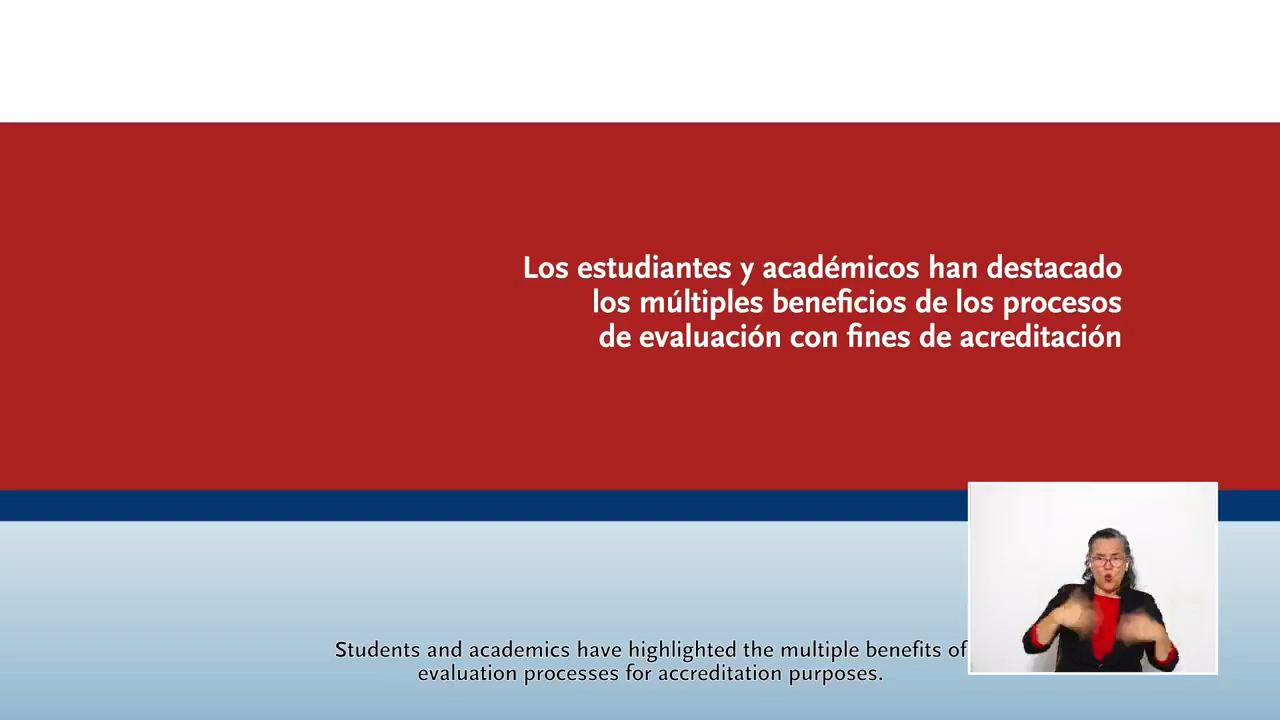 Los estudiantes y académicos han destacado
los múltiples beneficios de los procesos
de evaluación con fines de acreditación
Students and academics have highlighted the multiple benefits of
evaluation processes for accreditation purposes.